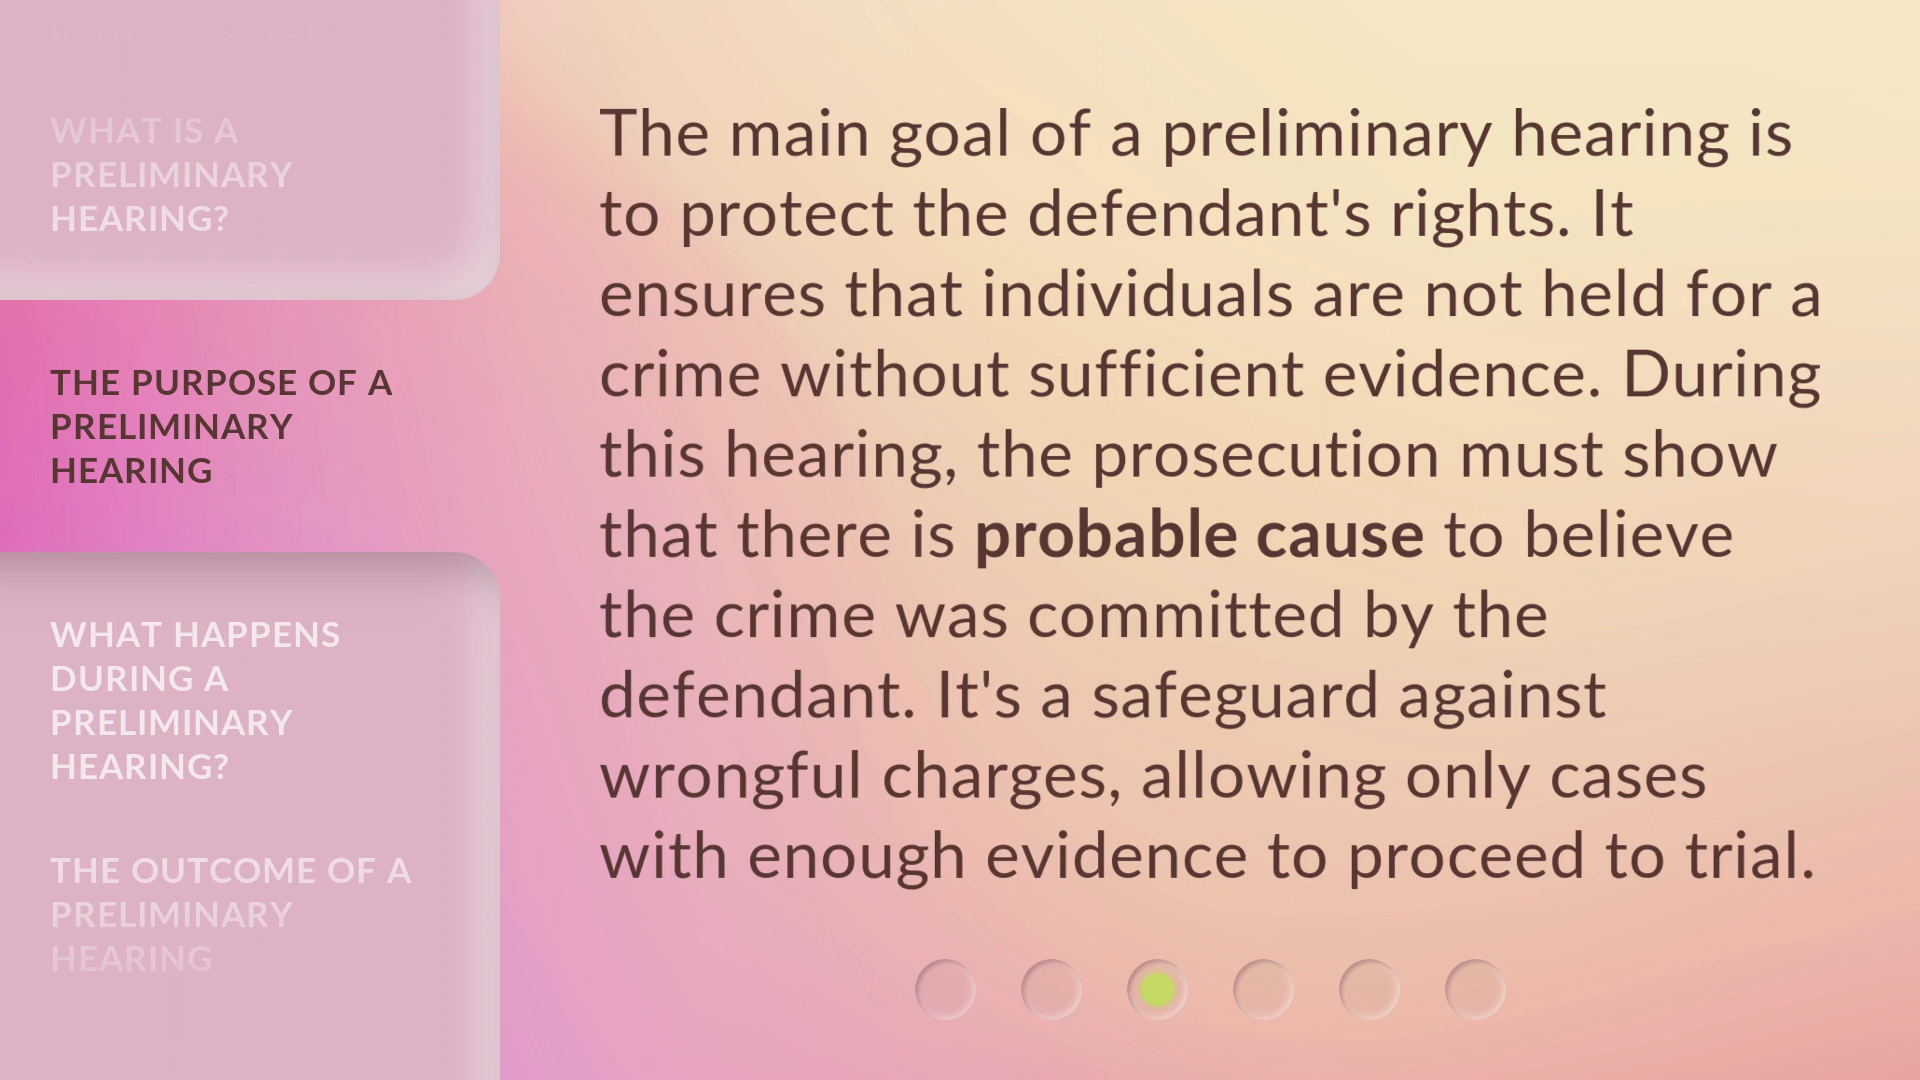 INTRODUCTION
WHAT IS A
PRELIMINARY
HEARING?
THE PURPOSE OF A
PRELIMINARY
HEARING
WHAT HAPPENS
DURING A
PRELIMINARY
HEARING?
THE OUTCOME OF A
PRELIMINARY
HEARING
The main goal of a preliminary hearing is
to protect the defendant's rights. It
ensures that individuals are not held for a
crime without sufficient evidence. During
this hearing, the prosecution must show
that there is probable cause to believe
the crime was committed by the
defendant. It's a safeguard against
wrongful charges, allowing only cases
with enough evidence to proceed to trial.